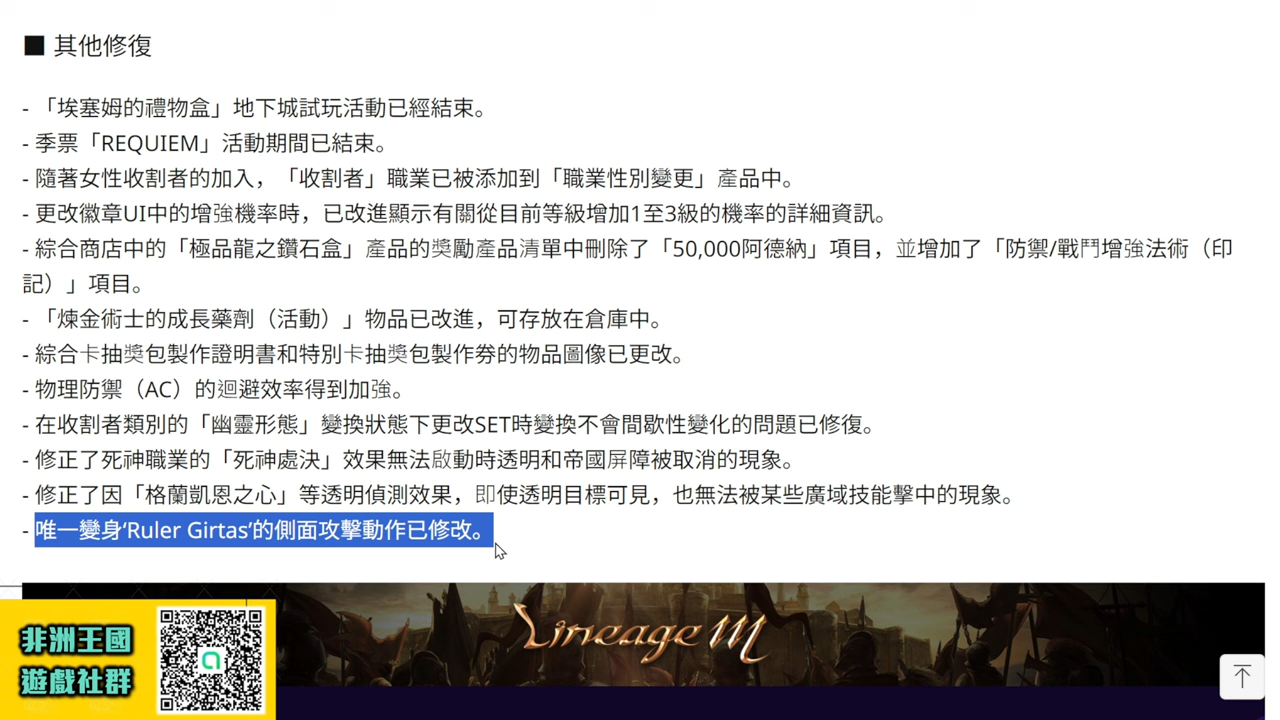 ■ 其他修復
- 「埃塞姆的禮物盒」地下城試玩活動已經結束。
- 季票「REQUIEM」活動期間已結束。
- 隨著女性收割者的加入，「收割者」職業已被添加到「職業性別變更」產品中。
- 更改徽章UI中的增強機率時，已改進顯示有關從目前等級增加1至3級的機率的詳細資訊。
- 綜合商店中的「極品龍之鑽石盒」產品的獎勵產品清單中刪除了「50,000阿德納」項目，並增加了「防禦/戰鬥增強法術（印
記）」項目。
- 「煉金術士的成長藥劑（活動）」物品已改進，可存放在倉庫中。
- 綜合卡抽獎包製作證明書和特別卡抽獎包製作券的物品圖像已更改。
- 物理防禦（AC）的迴避效率得到加強。
- 在收割者類別的「幽靈形態」變換狀態下更改SET時變換不會間歇性變化的問題已修復。
- 修正了死神職業的「死神處決」效果無法啟動時透明和帝國屏障被取消的現象。
- 修正了因「格蘭凱恩之心」等透明偵測效果，即使透明目標可見，也無法被某些廣域技能擊中的現象。
- 唯一變身‘Ruler Girtas’的側面攻擊動作已修改。
Lineage M
非洲王國
遊戲社群